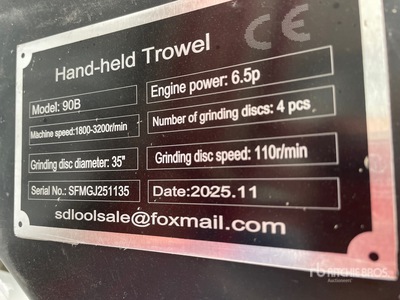 Hand-held Trowel CE
Model: 90B
Engine power: 6.5p
Machine speed:1800-3200r/min
Number of grinding discs: 4 pcs
Grinding disc diameter: 35"
Grinding disc speed: 110r/min
Serial No.: SFMGJ251135
Date:2025.11
sdloolsale@foxmail.com
RITCHIE BROS
Auctioneers